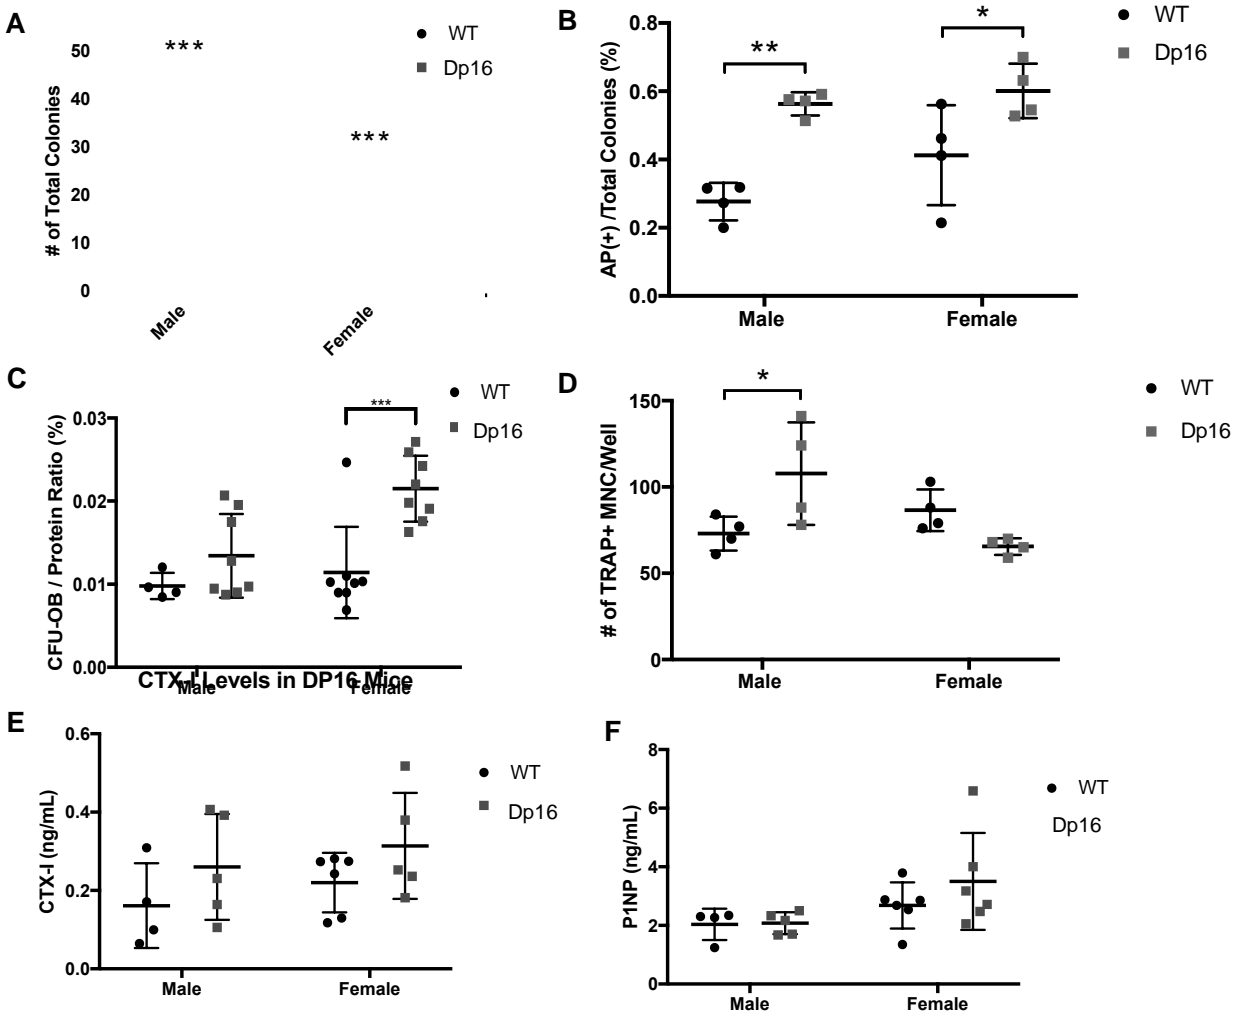 A
# of Total Colonies
50
40
30
20
10
0
***
***
Male
Female
WT
Dp16
B
AP(+) /Total Colonies (%)
0.8
0.6
0.4
0.2
0.0
**
*
Male
Female
WT
Dp16
C
CFU-OB / Protein Ratio (%)
0.03
0.02
0.01
0.00
***
Male
Female
WT
Dp16
D
# of TRAP+ MNC/Well
150
100
50
0
*
Male
Female
WT
Dp16
CTX-I Levels in DP16 Mice
E
CTX-I (ng/mL)
0.6
0.4
0.2
0.0
Male
Female
WT
Dp16
F
P1NP (ng/mL)
8
6
4
2
0
Male
Female
WT
Dp16